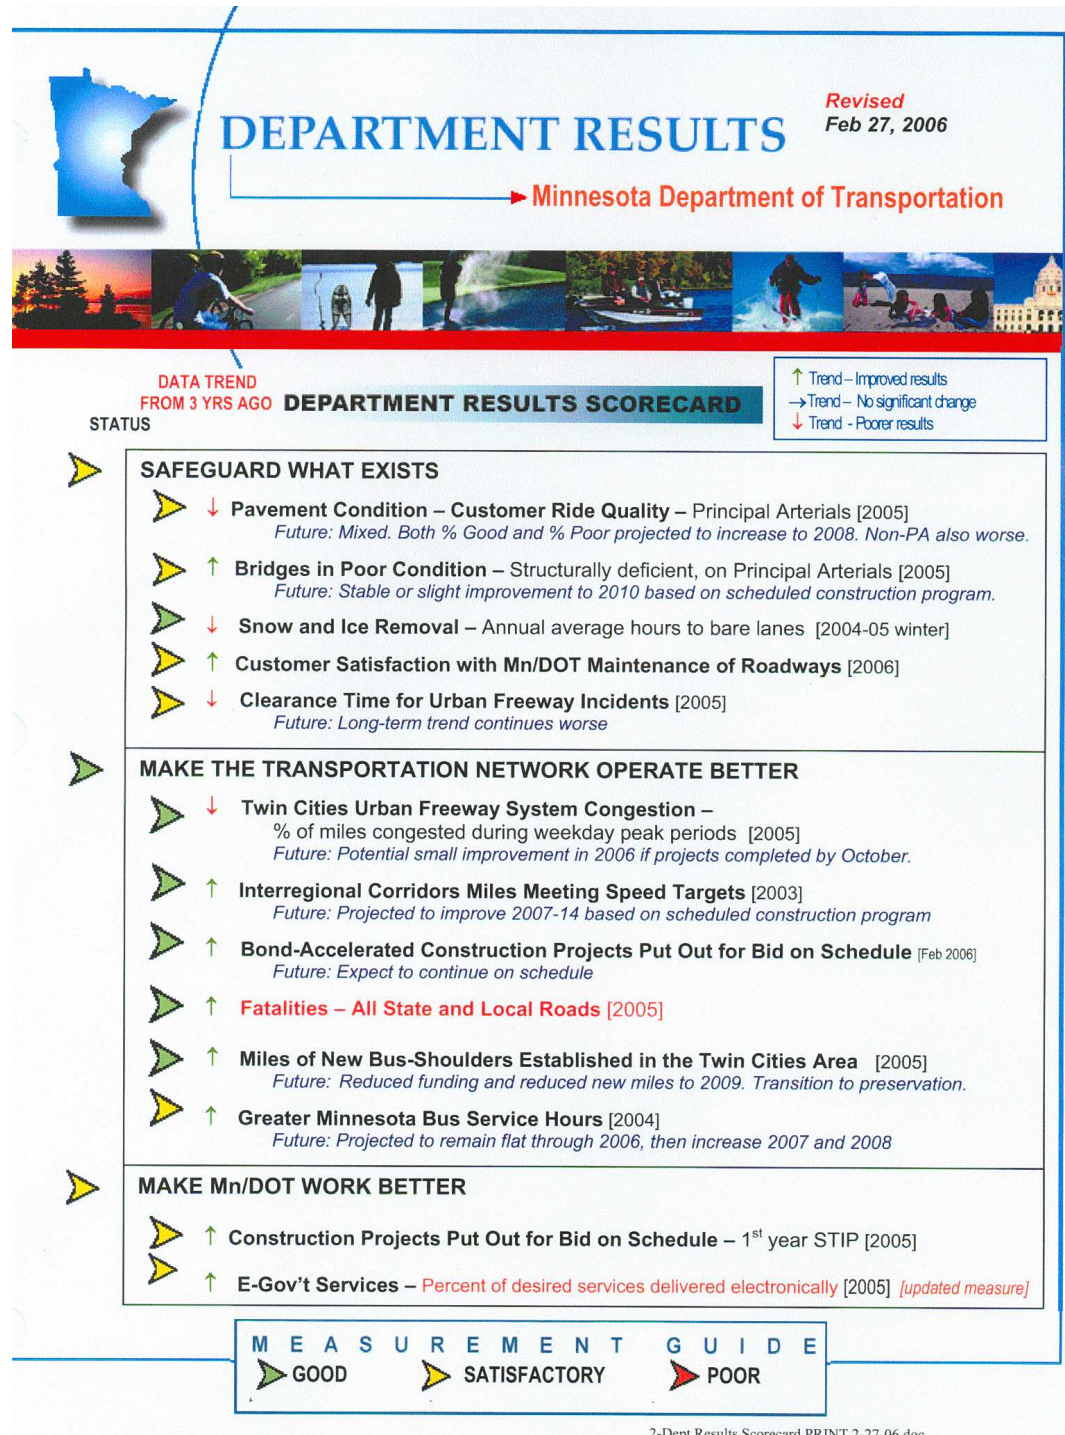 Revised
Feb 27, 2006
DEPARTMENT RESULTS
Minnesota Department of Transportation
DATA TREND
FROM 3 YRS AGO
STATUS
DEPARTMENT RESULTS SCORECARD
↑ Trend – Improved results
→ Trend – No significant change
↓ Trend - Poorer results
SAFEGUARD WHAT EXISTS
↓ Pavement Condition – Customer Ride Quality – Principal Arterials [2005]
Future: Mixed. Both % Good and % Poor projected to increase to 2008. Non-PA also worse.
↑ Bridges in Poor Condition – Structurally deficient, on Principal Arterials [2005]
Future: Stable or slight improvement to 2010 based on scheduled construction program.
↓ Snow and Ice Removal – Annual average hours to bare lanes [2004-05 winter]
↑ Customer Satisfaction with Mn/DOT Maintenance of Roadways [2006]
↓ Clearance Time for Urban Freeway Incidents [2005]
Future: Long-term trend continues worse
MAKE THE TRANSPORTATION NETWORK OPERATE BETTER
↓ Twin Cities Urban Freeway System Congestion –
% of miles congested during weekday peak periods [2005]
Future: Potential small improvement in 2006 if projects completed by October.
↑ Interregional Corridors Miles Meeting Speed Targets [2003]
Future: Projected to improve 2007-14 based on scheduled construction program
↑ Bond-Accelerated Construction Projects Put Out for Bid on Schedule [Feb 2006]
Future: Expect to continue on schedule
↑ Fatalities – All State and Local Roads [2005]
↑ Miles of New Bus-Shoulders Established in the Twin Cities Area [2005]
Future: Reduced funding and reduced new miles to 2009. Transition to preservation.
↑ Greater Minnesota Bus Service Hours [2004]
Future: Projected to remain flat through 2006, then increase 2007 and 2008
MAKE Mn/DOT WORK BETTER
↑ Construction Projects Put Out for Bid on Schedule – 1st year STIP [2005]
↑ E-Gov't Services – Percent of desired services delivered electronically [2005] [updated measure]
MEASUREMENT GUIDE
GOOD SATISFACTORY POOR
2-Dept Results Scorecard PRINT 2-27-06.doc